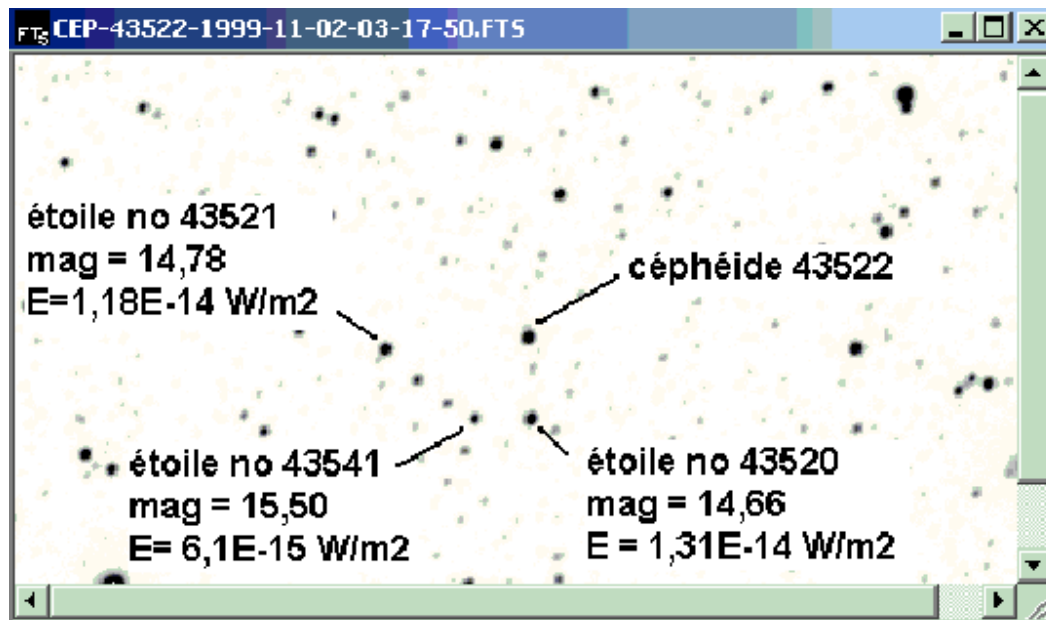 FTS CEP-43522-1999-11-02-03-17-50.FTS
étoile no 43521
mag = 14,78
E=1,18E-14 W/m2
céphéide 43522
étoile no 43541
mag = 15,50
E= 6,1E-15 W/m2
étoile no 43520
mag = 14,66
E = 1,31E-14 W/m2